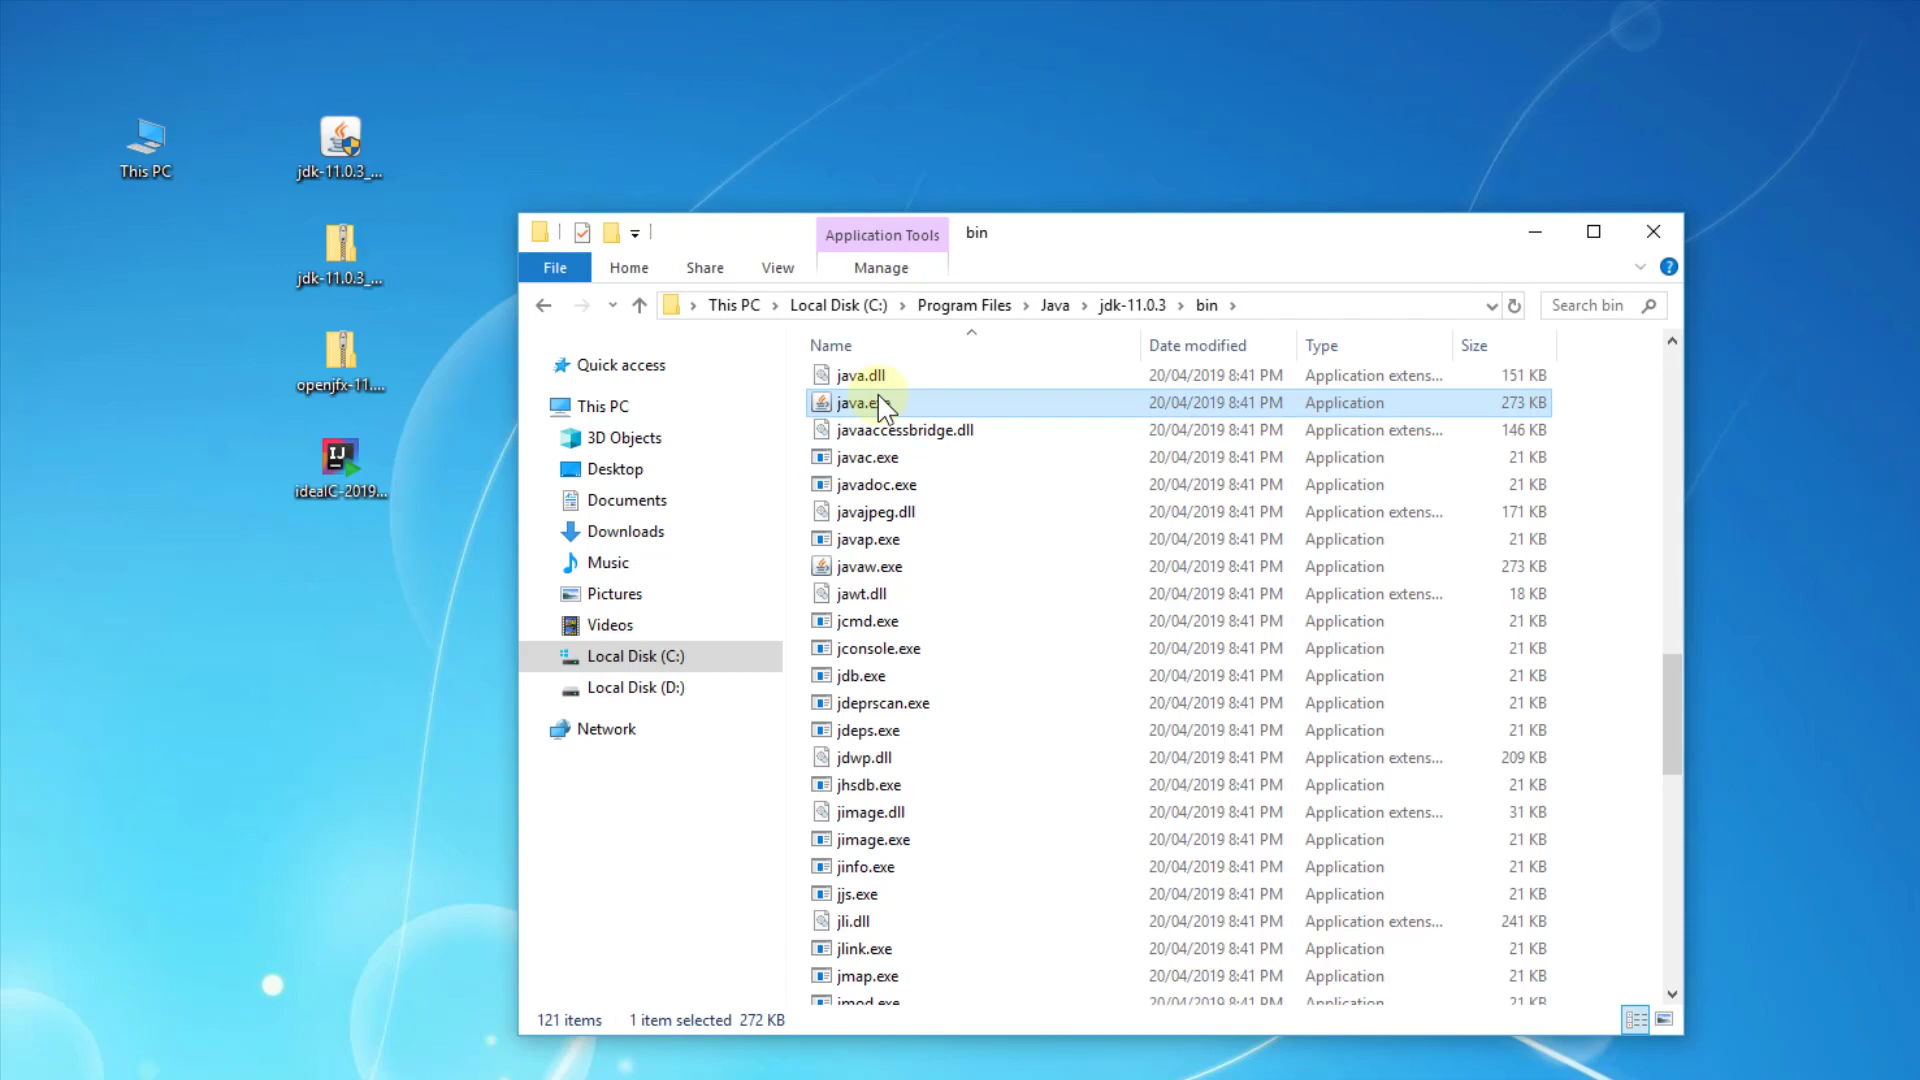 This PC
jdk-11.0.3_...
jdk-11.0.3_...
openjfx-11....
IJ
ideaIC-2019...
Application Tools
bin
File
Home
Share
View
Manage
?
This PC
Local Disk (C:)
Program Files
Java
jdk-11.0.3
bin
Search bin
Quick access
This PC
3D Objects
Desktop
Documents
Downloads
Music
Pictures
Videos
Local Disk (C:)
Local Disk (D:)
Network
Name Date modified Type Size
java.dll 20/04/2019 8:41 PM Application extens... 151 KB
java.exe 20/04/2019 8:41 PM Application 273 KB
javaaccessbridge.dll 20/04/2019 8:41 PM Application extens... 146 KB
javac.exe 20/04/2019 8:41 PM Application 21 KB
javadoc.exe 20/04/2019 8:41 PM Application 21 KB
javajpeg.dll 20/04/2019 8:41 PM Application extens... 171 KB
javap.exe 20/04/2019 8:41 PM Application 21 KB
javaw.exe 20/04/2019 8:41 PM Application 273 KB
jawt.dll 20/04/2019 8:41 PM Application extens... 18 KB
jcmd.exe 20/04/2019 8:41 PM Application 21 KB
jconsole.exe 20/04/2019 8:41 PM Application 21 KB
jdb.exe 20/04/2019 8:41 PM Application 21 KB
jdeprscan.exe 20/04/2019 8:41 PM Application 21 KB
jdeps.exe 20/04/2019 8:41 PM Application 21 KB
jdwp.dll 20/04/2019 8:41 PM Application extens... 209 KB
jhsdb.exe 20/04/2019 8:41 PM Application 21 KB
jimage.dll 20/04/2019 8:41 PM Application extens... 31 KB
jimage.exe 20/04/2019 8:41 PM Application 21 KB
jinfo.exe 20/04/2019 8:41 PM Application 21 KB
jjs.exe 20/04/2019 8:41 PM Application 21 KB
jli.dll 20/04/2019 8:41 PM Application extens... 241 KB
jlink.exe 20/04/2019 8:41 PM Application 21 KB
jmap.exe 20/04/2019 8:41 PM Application 21 KB
jmod.exe 20/04/2019 8:41 PM Application 21 KB
121 items 1 item selected 272 KB